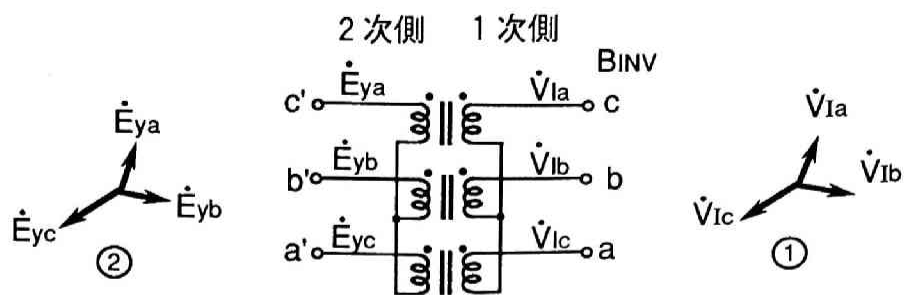 2次側 1次側
BINV
c' Ėya V̇Ia c
Ėya
V̇Ia
b' Ėyb V̇Ib b
V̇Ib
Ėyb
V̇Ic
Ėyc
a' Ėyc V̇Ic a
② ①